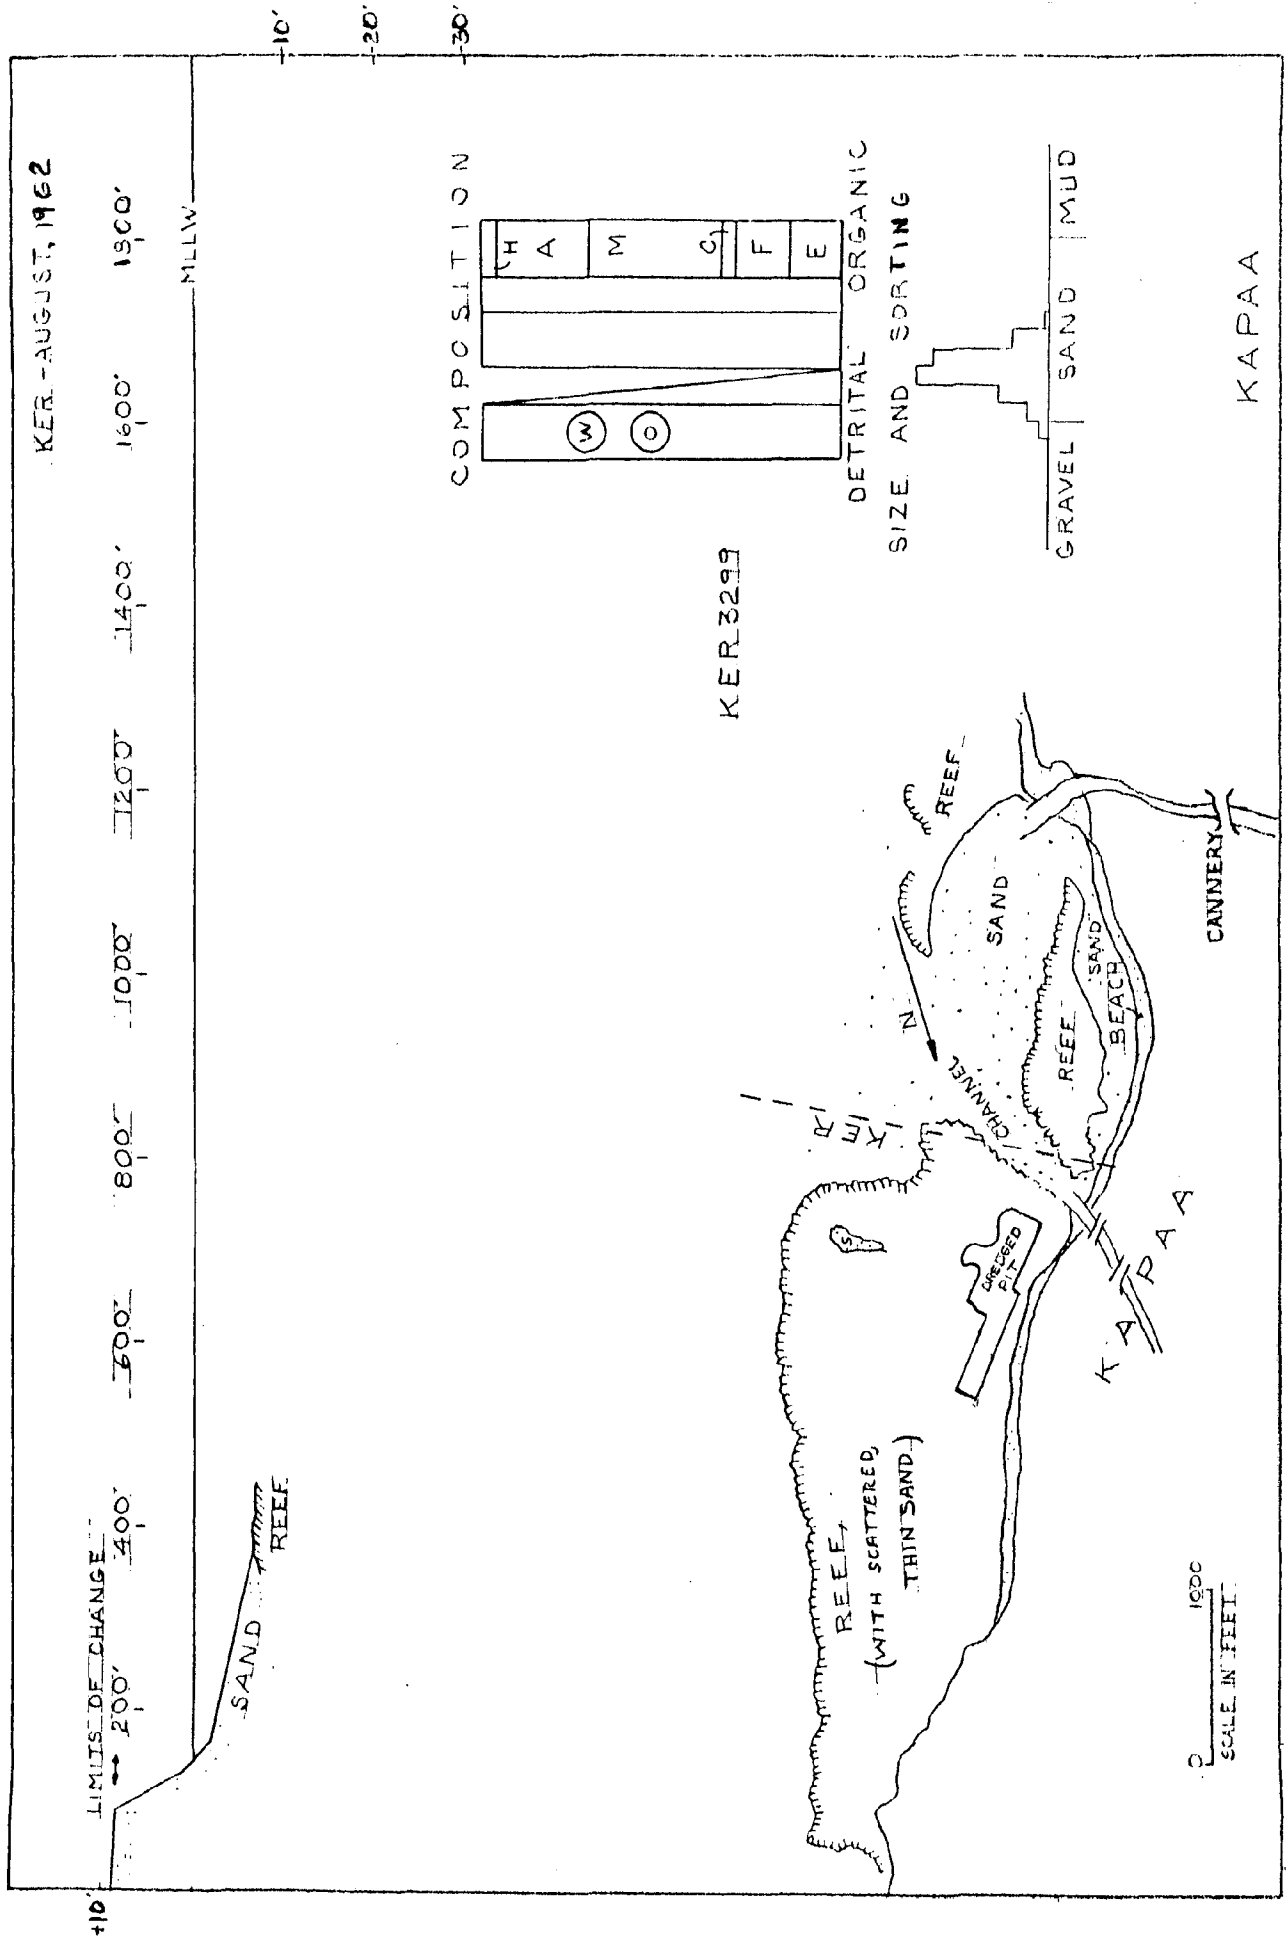 KER-AUGUST, 1962
LIMITS OF CHANGE
200' 400' 600' 800' 1000' 1200' 1400' 1600' 1800'
+10'
MLLW
10'
20'
30'
SAND
REEF
COMPOSITION
H
A
M
C
F
E
W
O
DETRITAL ORGANIC
SIZE AND SORTING
GRAVEL SAND MUD
KER 3299
KAPAA
REEF,
(WITH SCATTERED,
THIN SAND)
S
KER
N
REEF
CHANNEL
SAND
REEF
SAND
BEACH
DREDGED
PIT
KAPAA
CANNERY
0 1000
SCALE IN FEET